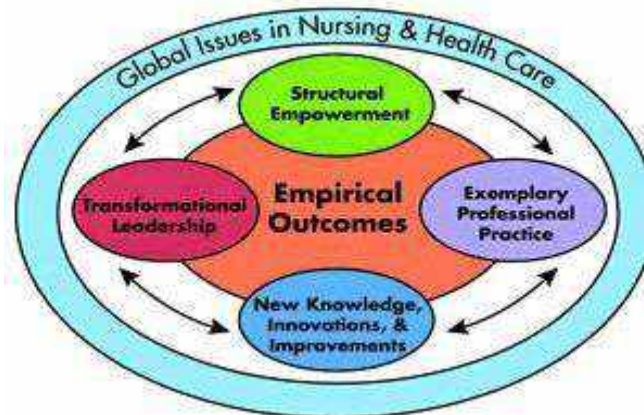 Global Issues in Nursing & Health Care
Structural
Empowerment
Transformational
Leadership
Empirical
Outcomes
Exemplary
Professional
Practice
New Knowledge,
Innovations, &
Improvements